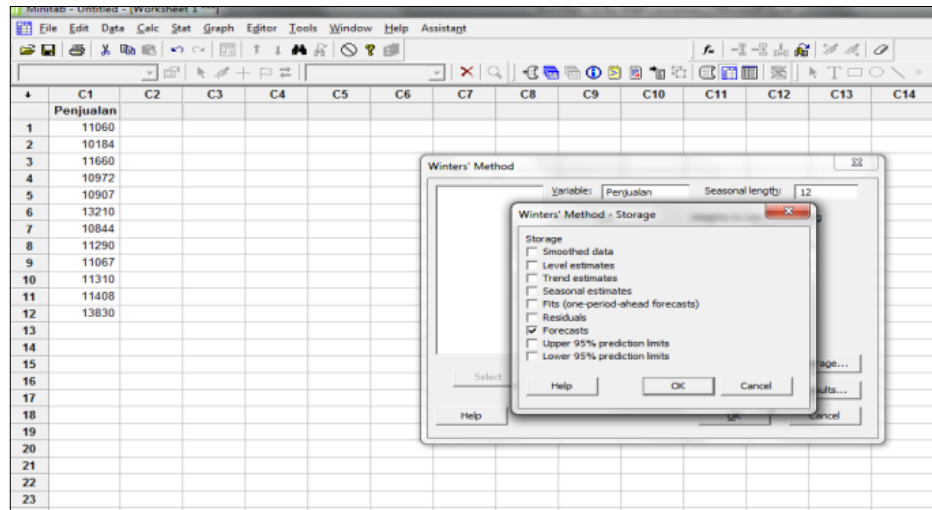 Minitab - Untitled - [Worksheet 1 ***]
File Edit Data Calc Stat Graph Editor Tools Window Help Assistant
C1 C2 C3 C4 C5 C6 C7 C8 C9 C10 C11 C12 C13 C14
Penjualan
1 11060
2 10184
3 11660
4 10972
5 10907
6 13210
7 10844
8 11290
9 11067
10 11310
11 11408
12 13830
13
14
15
16
17
18
19
20
21
22
23
Winters' Method
Variable: Penjualan Seasonal length: 12
Select
Help
OK
Cancel
Winters' Method - Storage
Storage
Smoothed data
Level estimates
Trend estimates
Seasonal estimates
Fits (one-period-ahead forecasts)
Residuals
Forecasts
Upper 95% prediction limits
Lower 95% prediction limits
Help OK Cancel